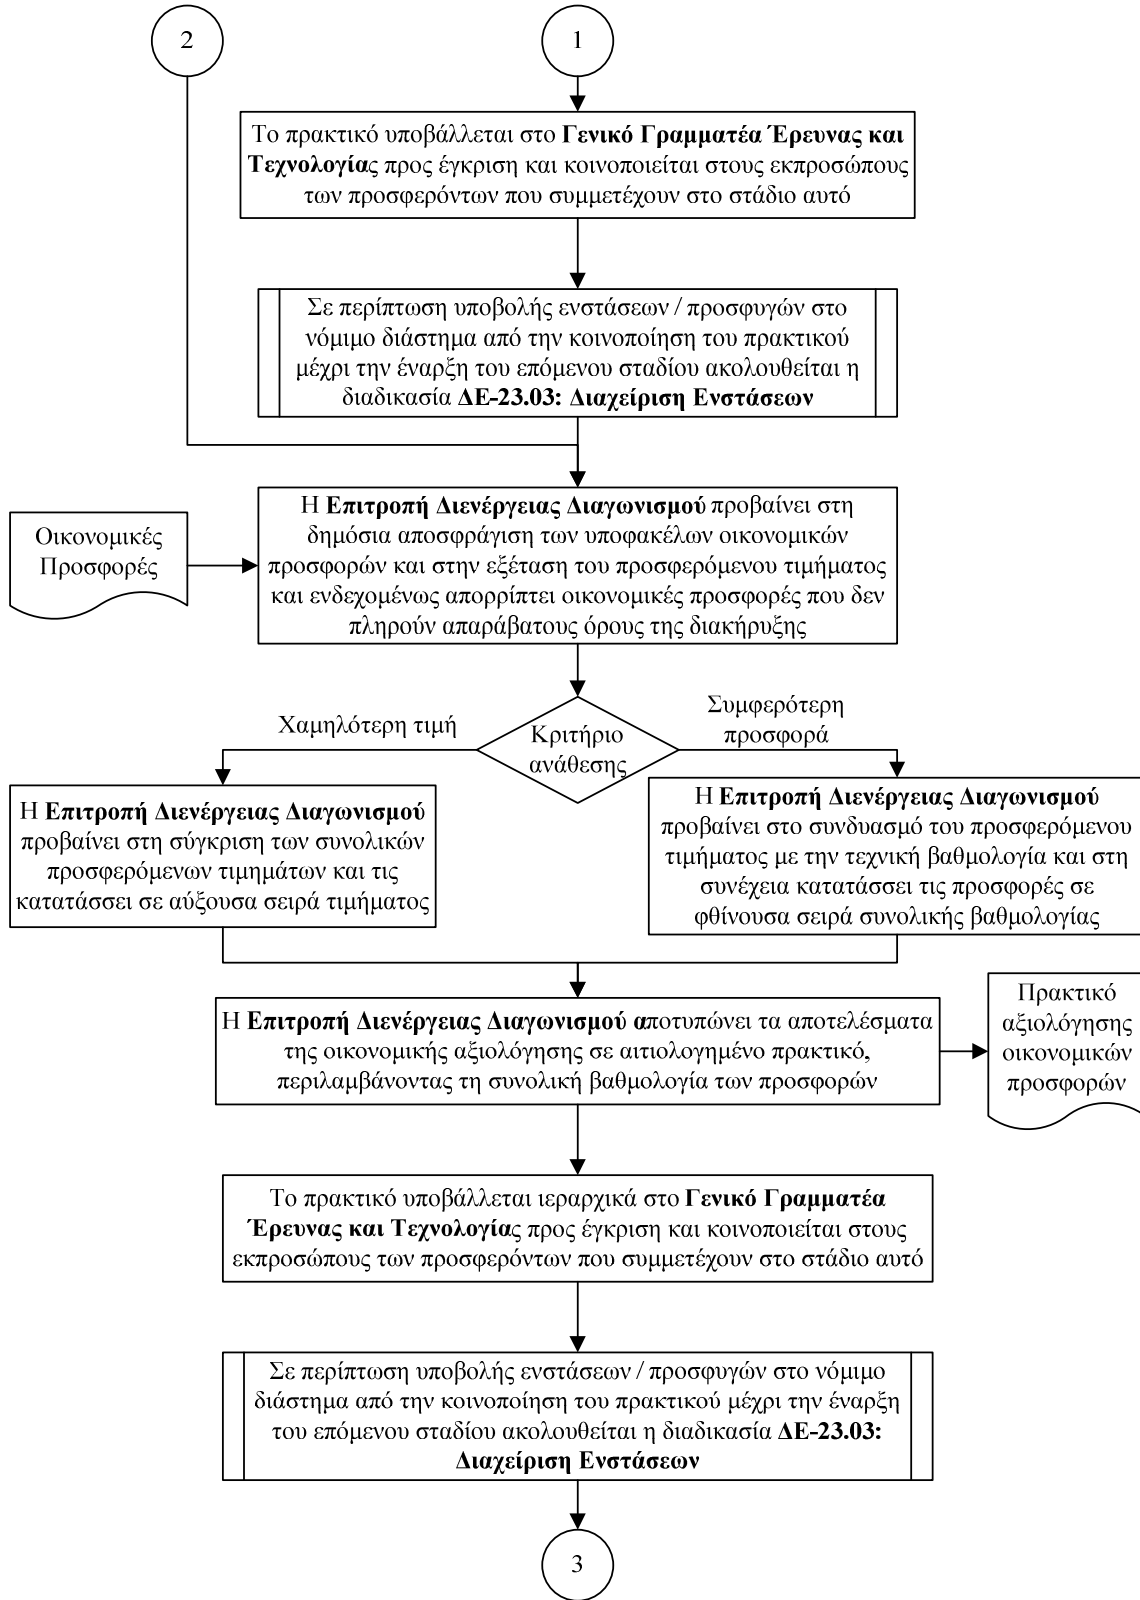 2
1
Το πρακτικό υποβάλλεται στο Γενικό Γραμματέα Έρευνας και
Τεχνολογίας προς έγκριση και κοινοποιείται στους εκπροσώπους
των προσφερόντων που συμμετέχουν στο στάδιο αυτό
Σε περίπτωση υποβολής ενστάσεων / προσφυγών στο
νόμιμο διάστημα από την κοινοποίηση του πρακτικού
μέχρι την έναρξη του επόμενου σταδίου ακολουθείται η
διαδικασία ΔΕ-23.03: Διαχείριση Ενστάσεων
Οικονομικές
Προσφορές
Η Επιτροπή Διενέργειας Διαγωνισμού προβαίνει στη
δημόσια αποσφράγιση των υποφακέλων οικονομικών
προσφορών και στην εξέταση του προσφερόμενου τιμήματος
και ενδεχομένως απορρίπτει οικονομικές προσφορές που δεν
πληρούν απαράβατους όρους της διακήρυξης
Χαμηλότερη τιμή
Κριτήριο
ανάθεσης
Συμφερότερη
προσφορά
Η Επιτροπή Διενέργειας Διαγωνισμού
προβαίνει στη σύγκριση των συνολικών
προσφερόμενων τιμημάτων και τις
κατατάσσει σε αύξουσα σειρά τιμήματος
Η Επιτροπή Διενέργειας Διαγωνισμού
προβαίνει στο συνδυασμό του προσφερόμενου
τιμήματος με την τεχνική βαθμολογία και στη
συνέχεια κατατάσσει τις προσφορές σε
φθίνουσα σειρά συνολικής βαθμολογίας
Η Επιτροπή Διενέργειας Διαγωνισμού αποτυπώνει τα αποτελέσματα
της οικονομικής αξιολόγησης σε αιτιολογημένο πρακτικό,
περιλαμβάνοντας τη συνολική βαθμολογία των προσφορών
Πρακτικό
αξιολόγησης
οικονομικών
προσφορών
Το πρακτικό υποβάλλεται ιεραρχικά στο Γενικό Γραμματέα
Έρευνας και Τεχνολογίας προς έγκριση και κοινοποιείται στους
εκπροσώπους των προσφερόντων που συμμετέχουν στο στάδιο αυτό
Σε περίπτωση υποβολής ενστάσεων / προσφυγών στο νόμιμο
διάστημα από την κοινοποίηση του πρακτικού μέχρι την έναρξη
του επόμενου σταδίου ακολουθείται η διαδικασία ΔΕ-23.03:
Διαχείριση Ενστάσεων
3